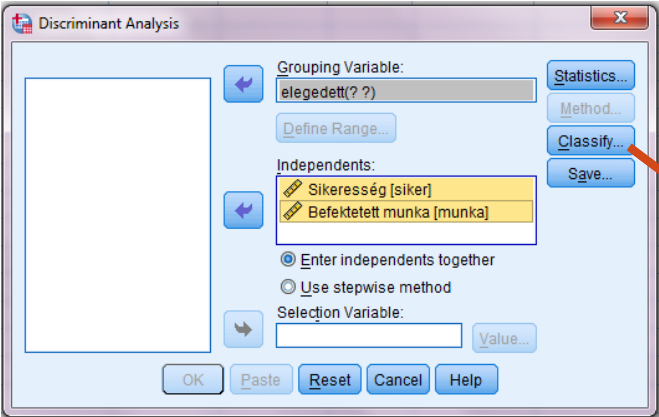 Discriminant Analysis
Grouping Variable:
elegedett(? ?)
Define Range...
Independents:
Sikeresség [siker]
Befektetett munka [munka]
Enter independents together
Use stepwise method
Selection Variable:
Value...
Statistics...
Method...
Classify...
Save...
OK Paste Reset Cancel Help